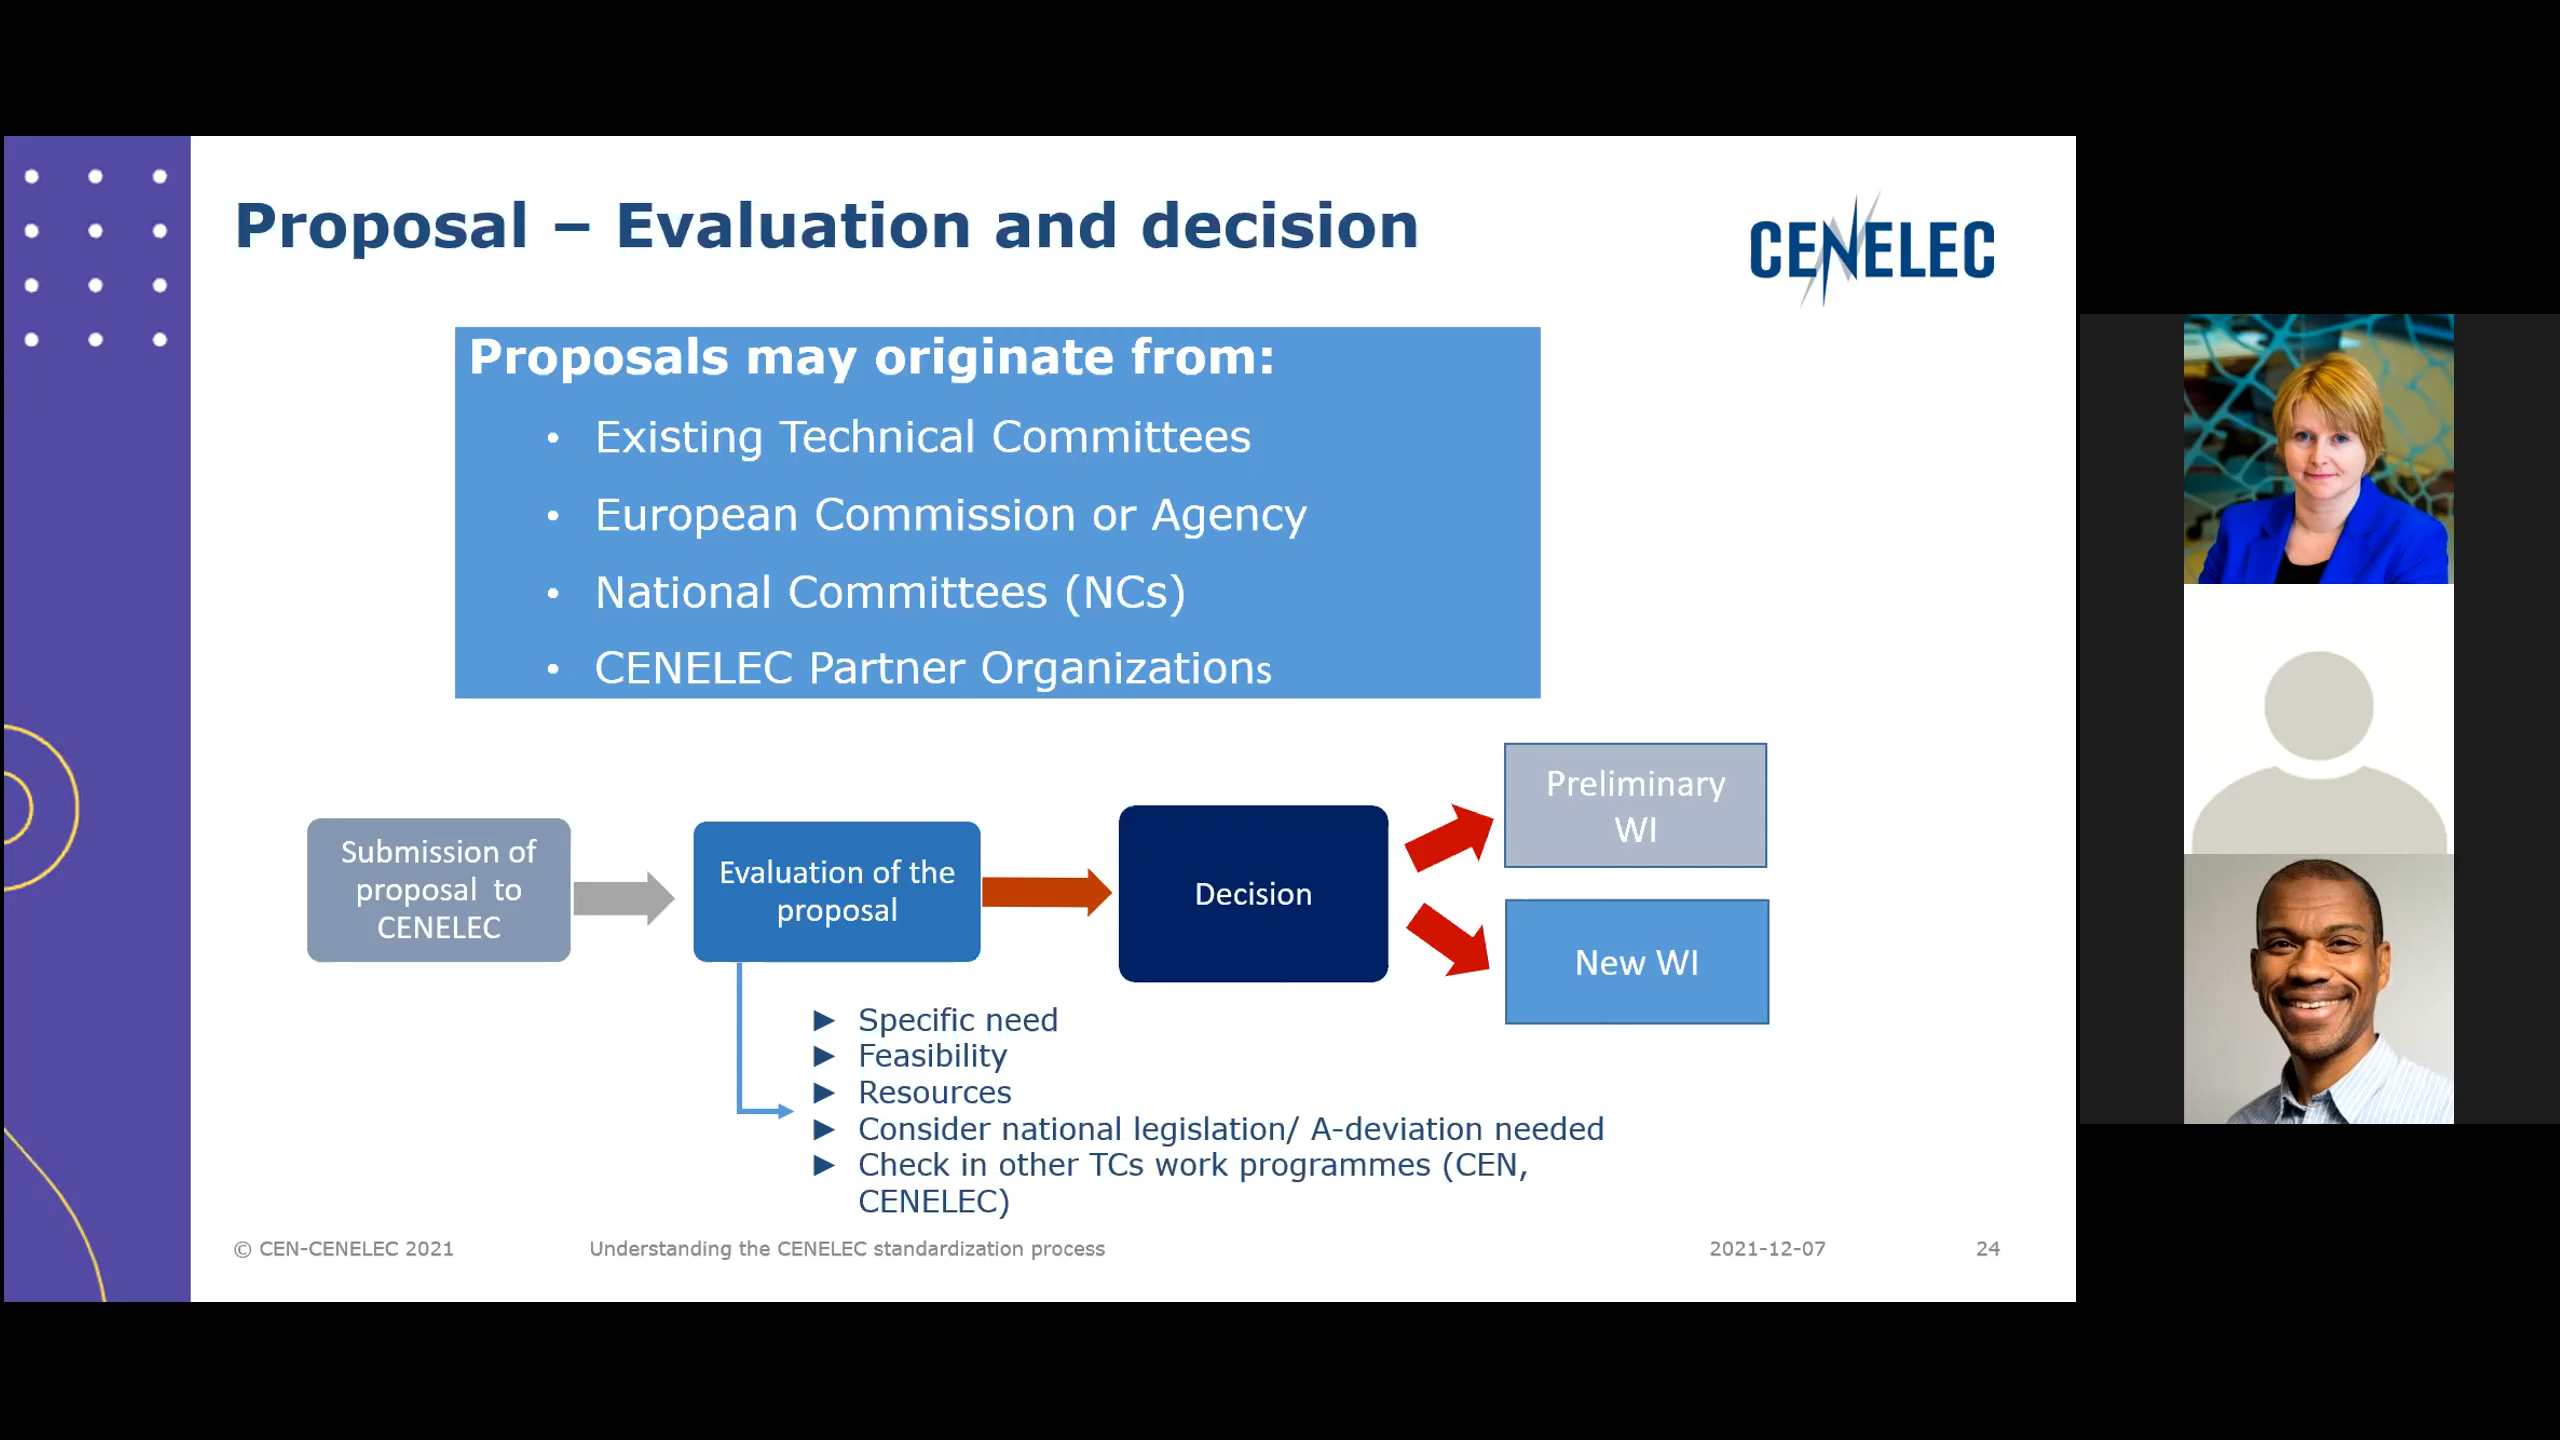 Proposal – Evaluation and decision
CENELEC
Proposals may originate from:
• Existing Technical Committees
• European Commission or Agency
• National Committees (NCs)
• CENELEC Partner Organizations
Submission of
proposal to
CENELEC
Evaluation of the
proposal
Decision
Preliminary
WI
New WI
► Specific need
► Feasibility
► Resources
► Consider national legislation/ A-deviation needed
► Check in other TCs work programmes (CEN,
CENELEC)
© CEN-CENELEC 2021
Understanding the CENELEC standardization process
2021-12-07
24